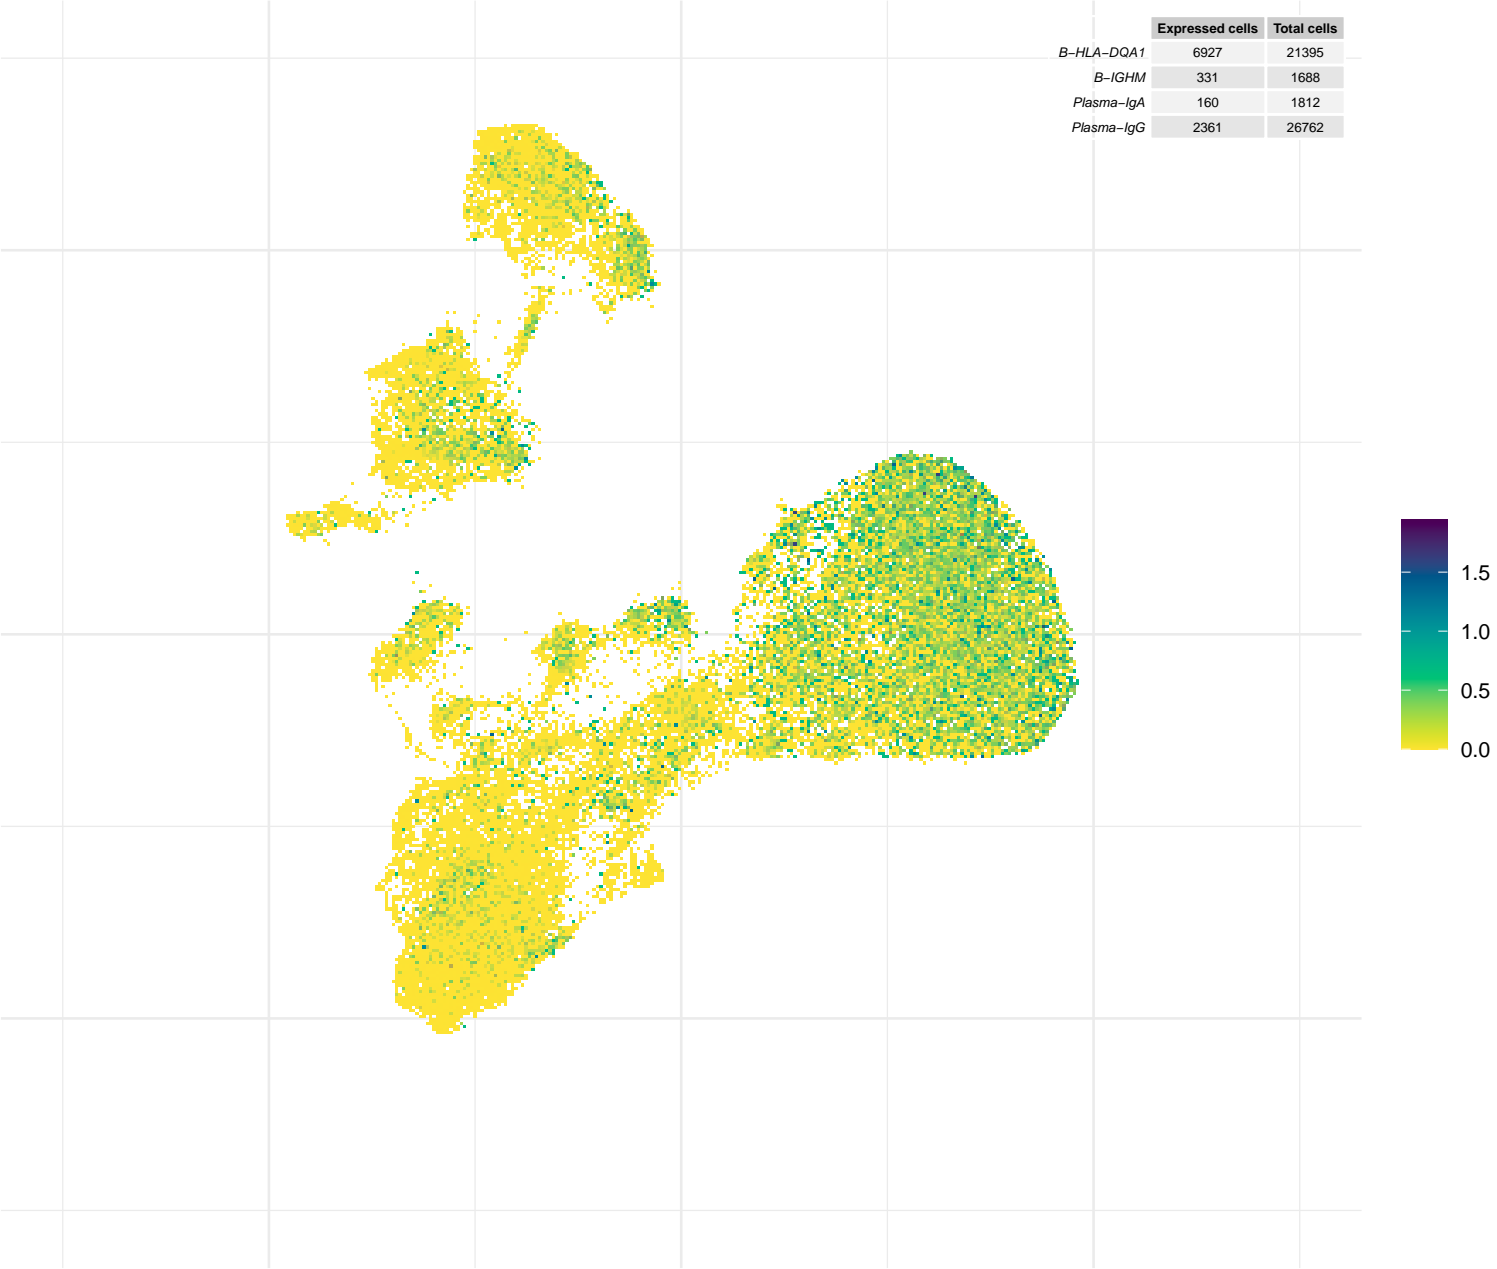 Expressed cells Total cells
B−HLA−DQA1 6927 21395
B−IGHM 331 1688
Plasma−IgA 160 1812
Plasma−IgG 2361 26762
1.5
1.0
0.5
0.0